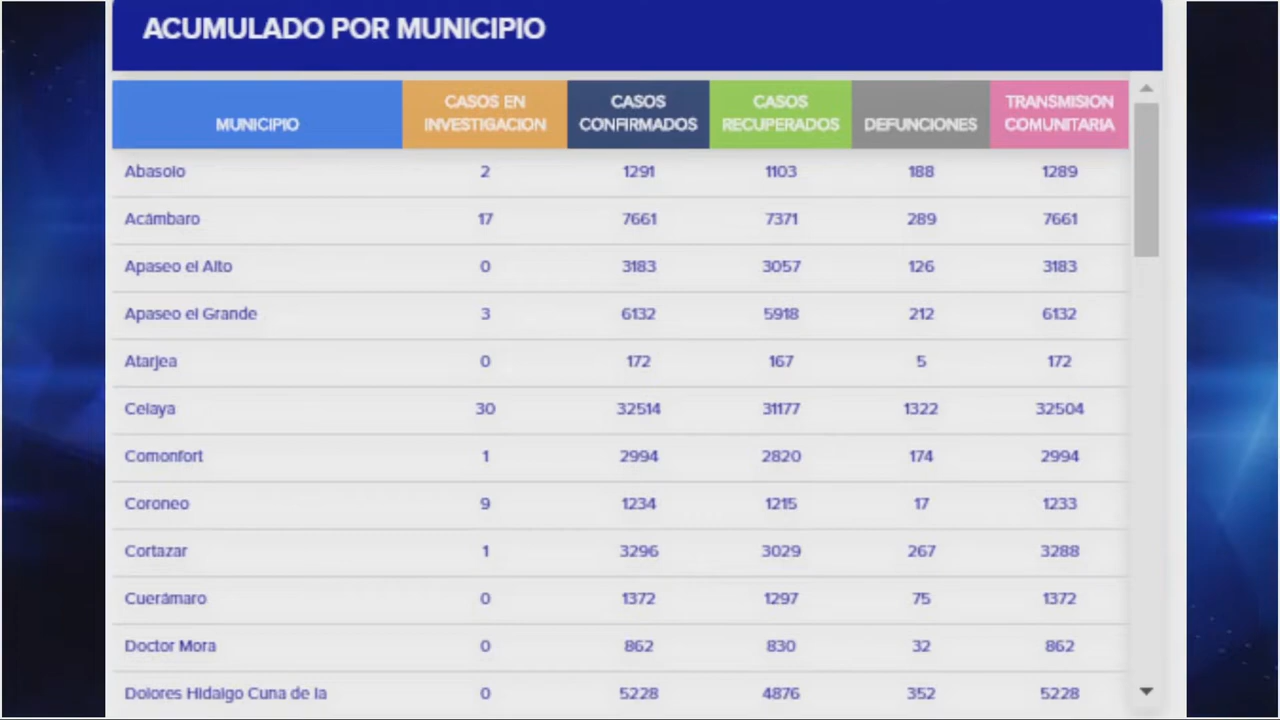 ACUMULADO POR MUNICIPIO
MUNICIPIO CASOS EN INVESTIGACION CASOS CONFIRMADOS CASOS RECUPERADOS DEFUNCIONES TRANSMISION COMUNITARIA
Abasolo 2 1291 1103 188 1289
Acámbaro 17 7661 7371 289 7661
Apaseo el Alto 0 3183 3057 126 3183
Apaseo el Grande 3 6132 5918 212 6132
Atarjea 0 172 167 5 172
Celaya 30 32514 31177 1322 32504
Comonfort 1 2994 2820 174 2994
Coroneo 9 1234 1215 17 1233
Cortazar 1 3296 3029 267 3288
Cuerámaro 0 1372 1297 75 1372
Doctor Mora 0 862 830 32 862
Dolores Hidalgo Cuna de la 0 5228 4876 352 5228